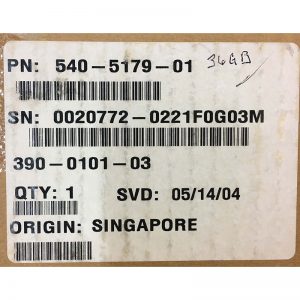 PN: 540-5179-01 36GB
SN: 0020772-0221F0G03M
390-0101-03
QTY: 1 SVD: 05/14/04
ORIGIN: SINGAPORE